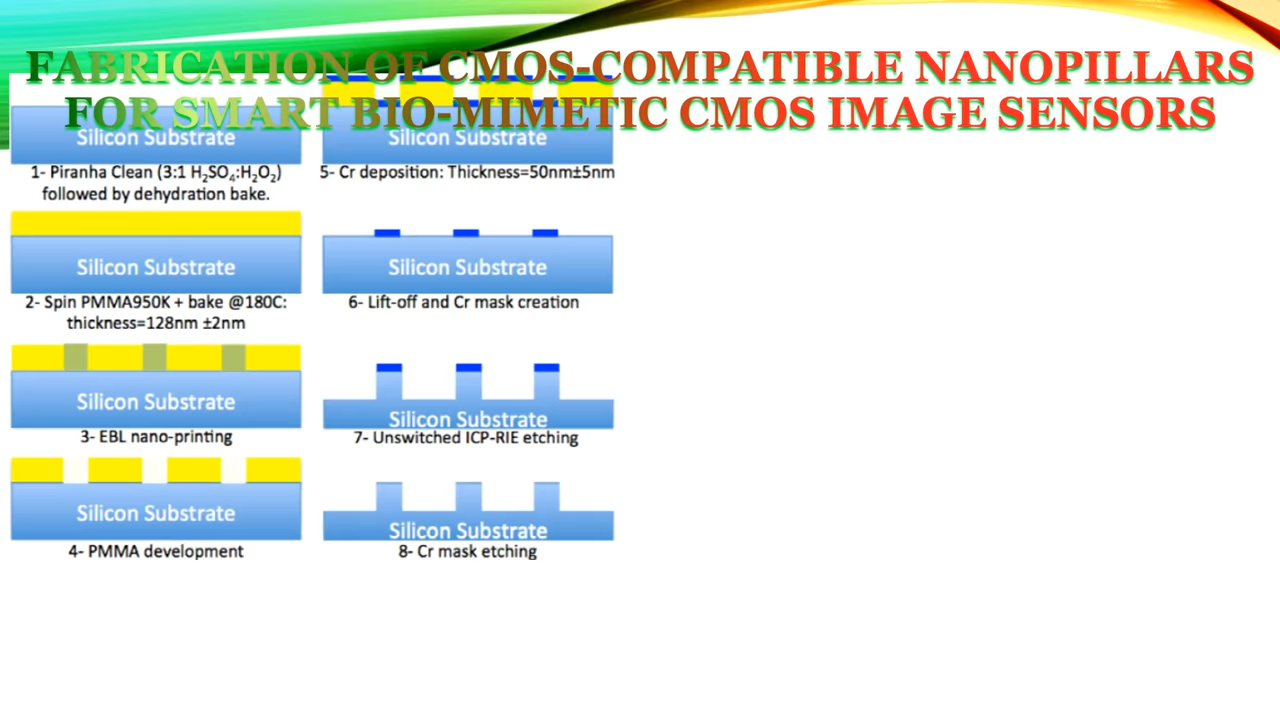 FABRICATION OF CMOS-COMPATIBLE NANOPILLARS
FOR SMART BIO-MIMETIC CMOS IMAGE SENSORS
Silicon Substrate
1- Piranha Clean (3:1 H₂SO₄:H₂O₂)
followed by dehydration bake.
Silicon Substrate
2- Spin PMMA950K + bake @180C:
thickness=128nm ±2nm
Silicon Substrate
3- EBL nano-printing
Silicon Substrate
4- PMMA development
Silicon Substrate
5- Cr deposition: Thickness=50nm±5nm
Silicon Substrate
6- Lift-off and Cr mask creation
Silicon Substrate
7- Unswitched ICP-RIE etching
Silicon Substrate
8- Cr mask etching